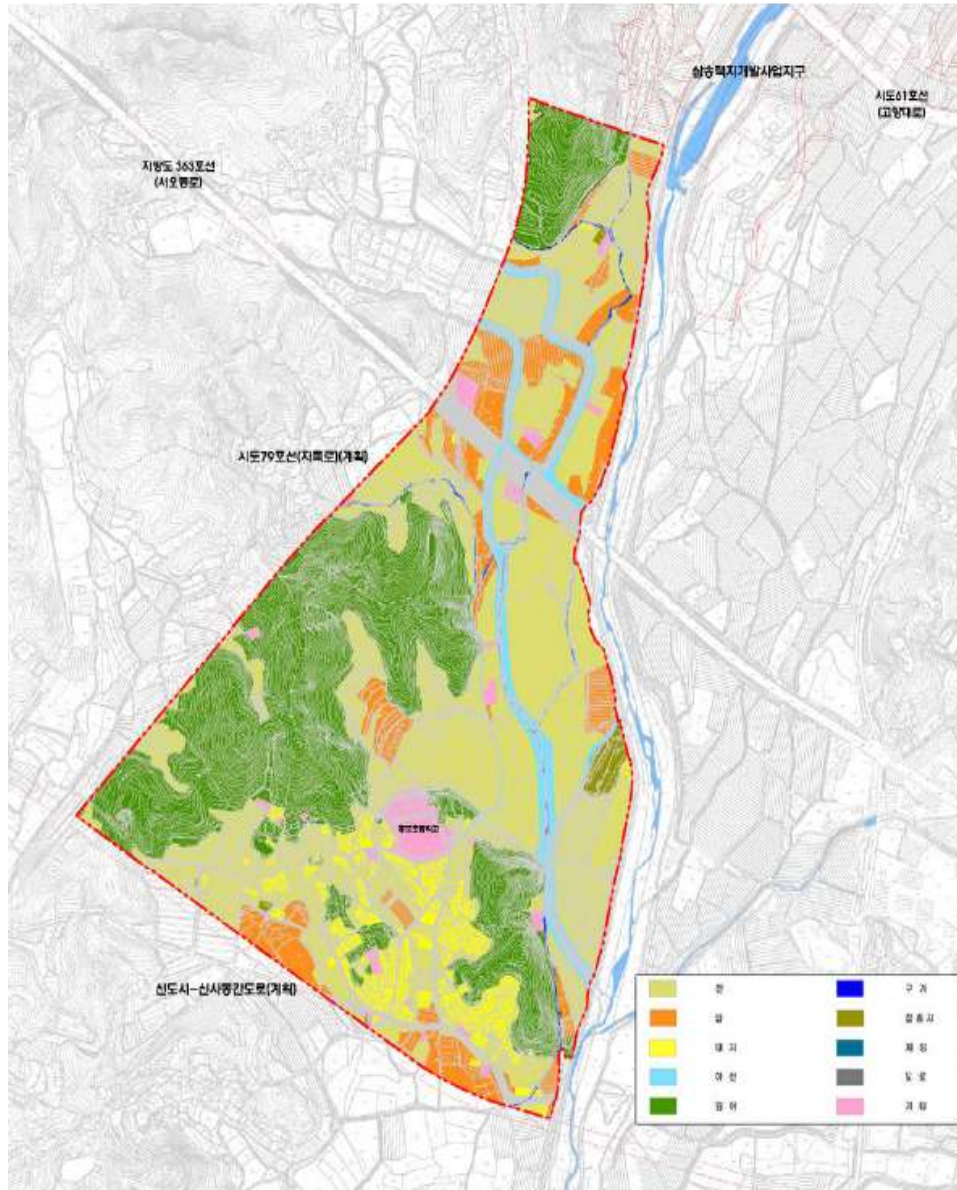 삼송택지개발사업지구
시도61호선
(고양대로)
지방도 363호선
(서오릉로)
시도79호선(지축로)(계획)
신도시-신사동간도로(계획)
전
구 거
답
잡종지
대 지
제 방
하 천
도 로
임 야